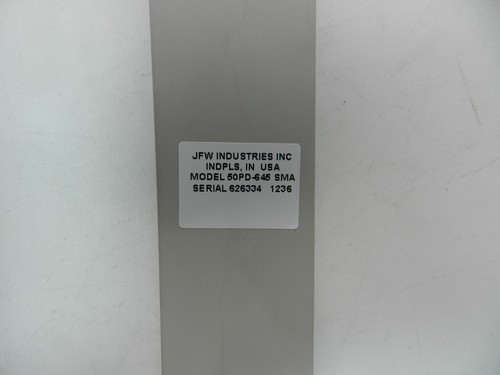 JFW INDUSTRIES INC
INDPLS, IN USA
MODEL 50PD-645 SMA
SERIAL 626334 1236